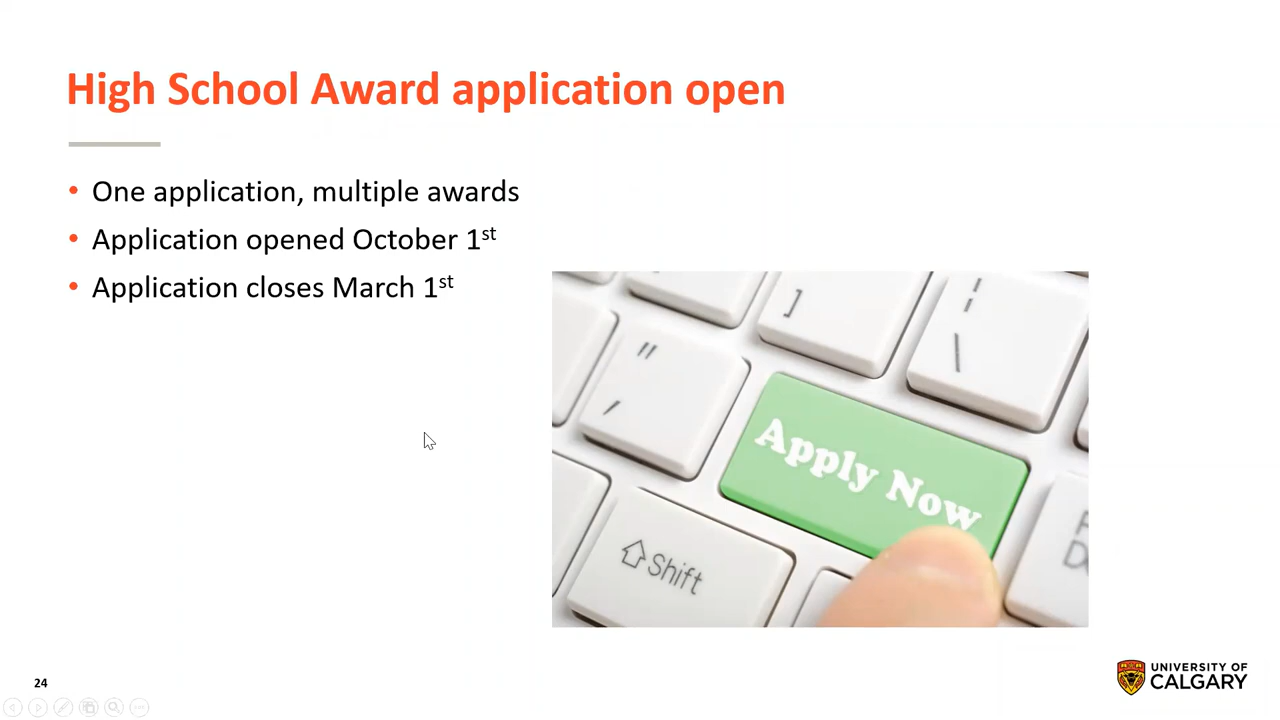 High School Award application open
• One application, multiple awards
• Application opened October 1st
• Application closes March 1st
]
\
"
'
Apply Now
Shift
24
UNIVERSITY OF
CALGARY